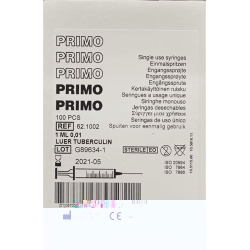 PRIMO
PRIMO
PRIMO
PRIMO
PRIMO
100 PCS
REF 62.1002
1 ML 0,01
LUER TUBERCULIN
LOT G89634-1
2021-05
Single use syringes
Einmalspritzen
Engangssprøjte
Engangssprøyte
Kertakäyttöinen ruisku
Seringues a usage unique
Siringhe monouso
Jeringas desechables
Engångssprutor
Seringas de uso único
Spuiten voor eenmalig gebruik
STERILE EO
ISO 7886
CE